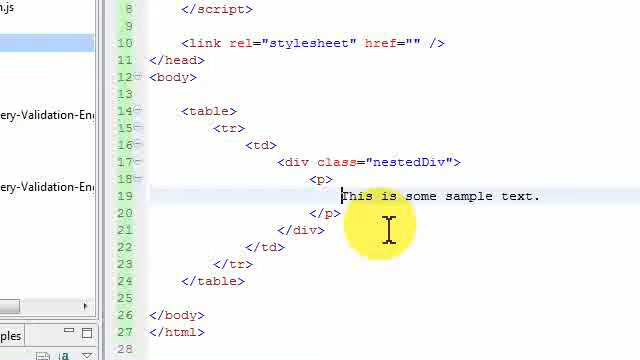 n.js
ery-Validation-En
ery-Validation-En
ples
8 </script>
9
10 <link rel="stylesheet" href="" />
11 </head>
12 <body>
13
14 <table>
15 <tr>
16 <td>
17 <div class="nestedDiv">
18 <p>
19 This is some sample text.
20 </p>
21 </div>
22 </td>
23 </tr>
24 </table>
25
26 </body>
27 </html>
28